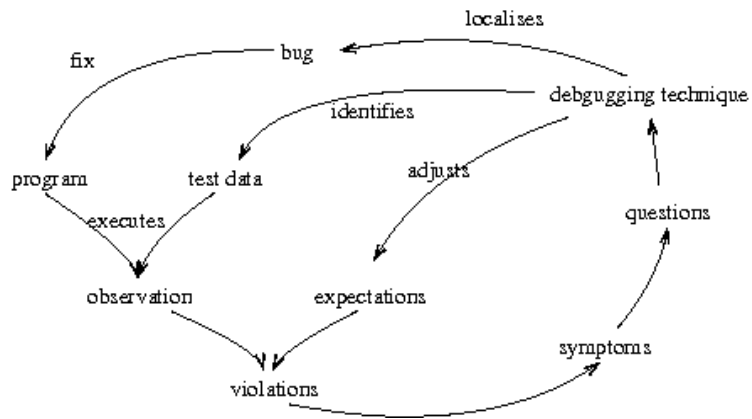 localises
fix
bug
debgugging technique
identifies
program
test data
adjusts
executes
questions
observation
expectations
symptoms
violations